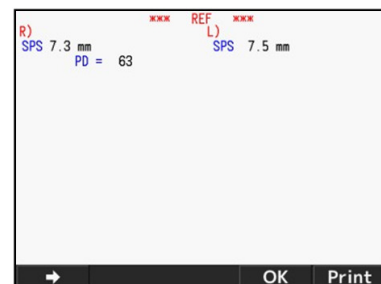 *** REF ***
R) L)
SPS 7.3 mm SPS 7.5 mm
PD = 63
OK Print